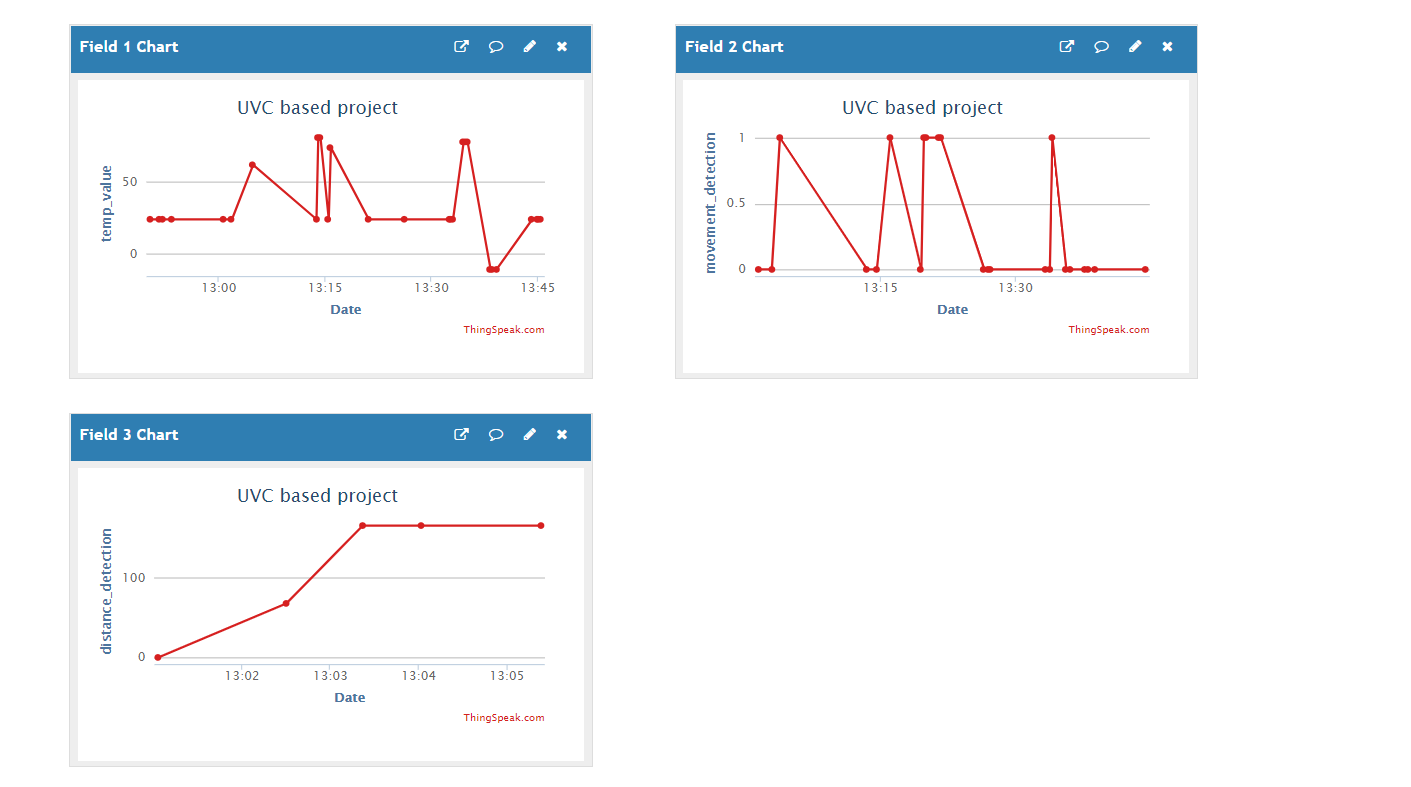 Field 1 Chart
UVC based project
temp_value
50
0
13:00 13:15 13:30 13:45
Date
ThingSpeak.com
Field 2 Chart
UVC based project
movement_detection
1
0.5
0
13:15 13:30
Date
ThingSpeak.com
Field 3 Chart
UVC based project
distance_detection
100
0
13:02 13:03 13:04 13:05
Date
ThingSpeak.com